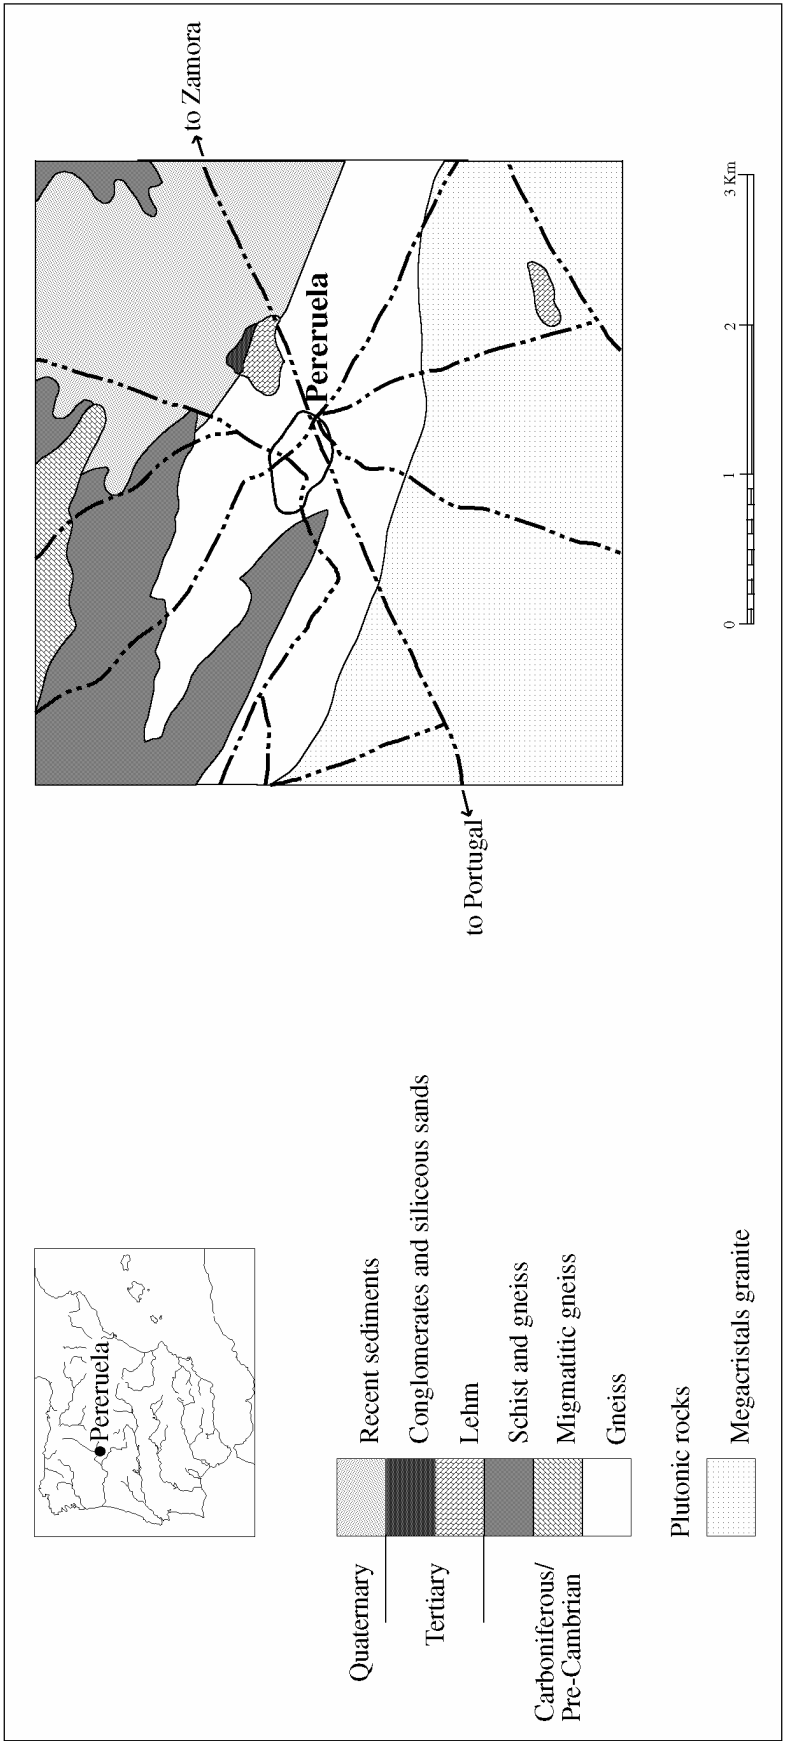 to Zamora
Pereruela
to Portugal
0
1
2
3 Km
Pereruela
Quaternary
Recent sediments
Tertiary
Conglomerates and siliceous sands
Lehm
Carboniferous/
Pre-Cambrian
Schist and gneiss
Migmatitic gneiss
Gneiss
Plutonic rocks
Megacristals granite